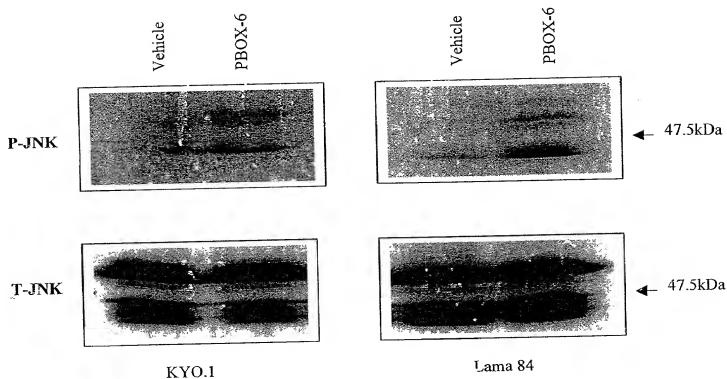 Vehicle
PBOX-6
Vehicle
PBOX-6
P-JNK
47.5kDa
T-JNK
47.5kDa
KYO.1
Lama 84